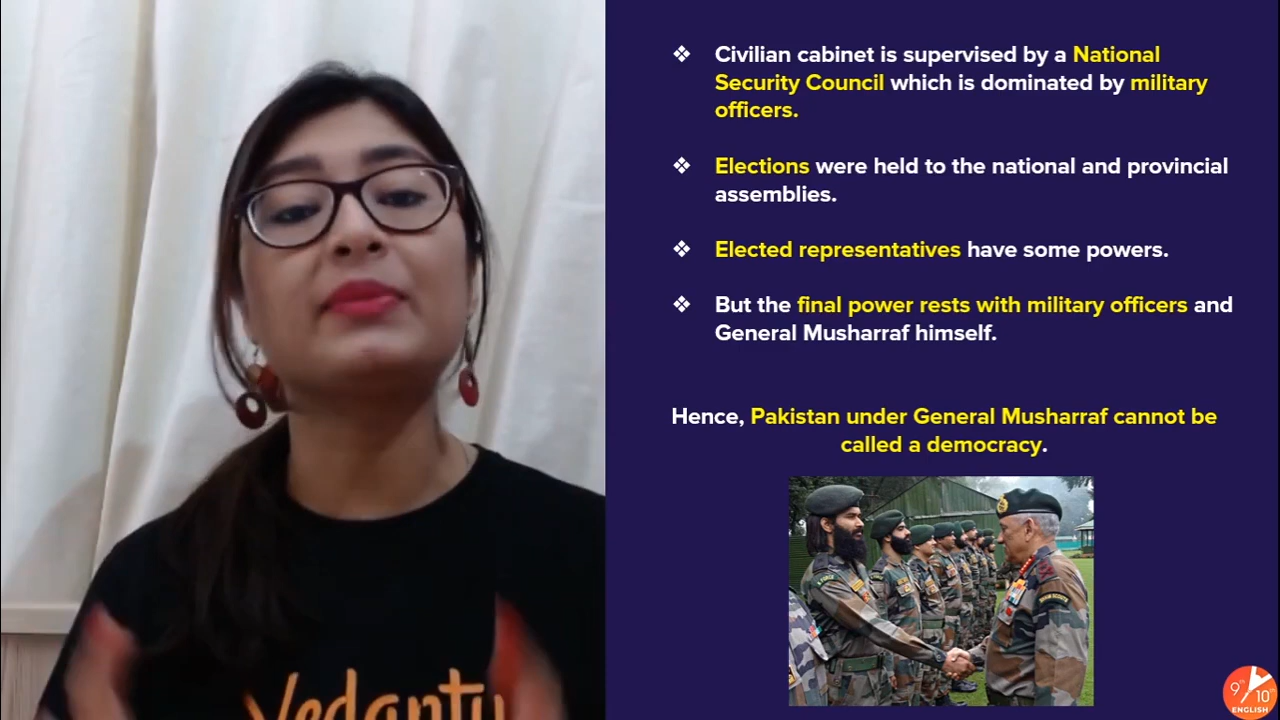 ❖ Civilian cabinet is supervised by a National
Security Council which is dominated by military
officers.
❖ Elections were held to the national and provincial
assemblies.
❖ Elected representatives have some powers.
❖ But the final power rests with military officers and
General Musharraf himself.
Hence, Pakistan under General Musharraf cannot be
called a democracy.
Vedantu
9th
10th
ENGLISH